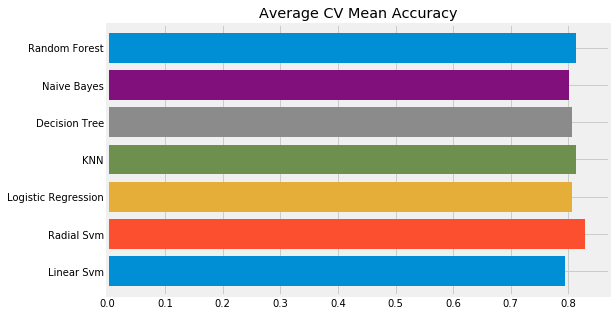 Average CV Mean Accuracy
Random Forest
Naive Bayes
Decision Tree
KNN
Logistic Regression
Radial Svm
Linear Svm
0.0 0.1 0.2 0.3 0.4 0.5 0.6 0.7 0.8